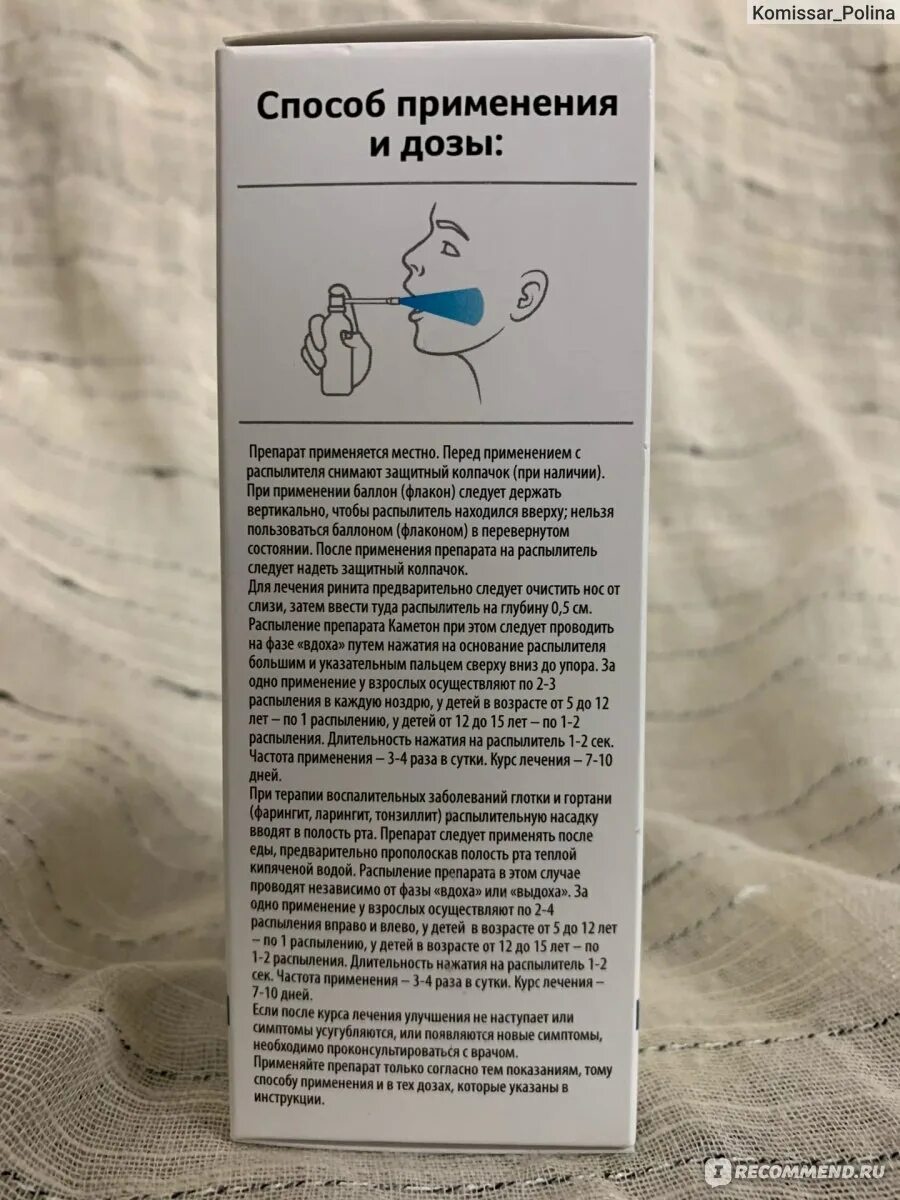 Komissar_Polina
Способ применения
и дозы:
Препарат применяется местно. Перед применением с
распылителя снимают защитный колпачок (при наличии).
При применении баллон (флакон) следует держать
вертикально, чтобы распылитель находился вверху; нельзя
пользоваться баллоном (флаконом) в перевернутом
состоянии. После применения препарата на распылитель
следует надеть защитный колпачок.
Для лечения ринита предварительно следует очистить нос от
слизи, затем ввести туда распылитель на глубину 0,5 см.
Распыление препарата Каметон при этом следует проводить
на фазе «вдоха» путем нажатия на основание распылителя
большим и указательным пальцем сверху вниз до упора. За
одно применение у взрослых осуществляют по 2-3
распыления в каждую ноздрю, у детей в возрасте от 5 до 12
лет – по 1 распылению, у детей от 12 до 15 лет – по 1-2
распыления. Длительность нажатия на распылитель 1-2 сек.
Частота применения – 3-4 раза в сутки. Курс лечения – 7-10
дней.
При терапии воспалительных заболеваний глотки и гортани
(фарингит, ларингит, тонзиллит) распылительную насадку
вводят в полость рта. Препарат следует применять после
еды, предварительно прополоскав полость рта теплой
кипяченой водой. Распыление препарата в этом случае
проводят независимо от фазы «вдоха» или «выдоха». За
одно применение у взрослых осуществляют по 2-4
распыления вправо и влево, у детей в возрасте от 5 до 12 лет
– по 1 распылению, у детей в возрасте от 12 до 15 лет – по
1-2 распыления. Длительность нажатия на распылитель 1-2
сек. Частота применения – 3-4 раза в сутки. Курс лечения –
7-10 дней.
Если после курса лечения улучшения не наступает или
симптомы усугубляются, или появляются новые симптомы,
необходимо проконсультироваться с врачом.
Применяйте препарат только согласно тем показаниям, тому
способу применения и в тех дозах, которые указаны в
инструкции.
IRECOMMEND.RU